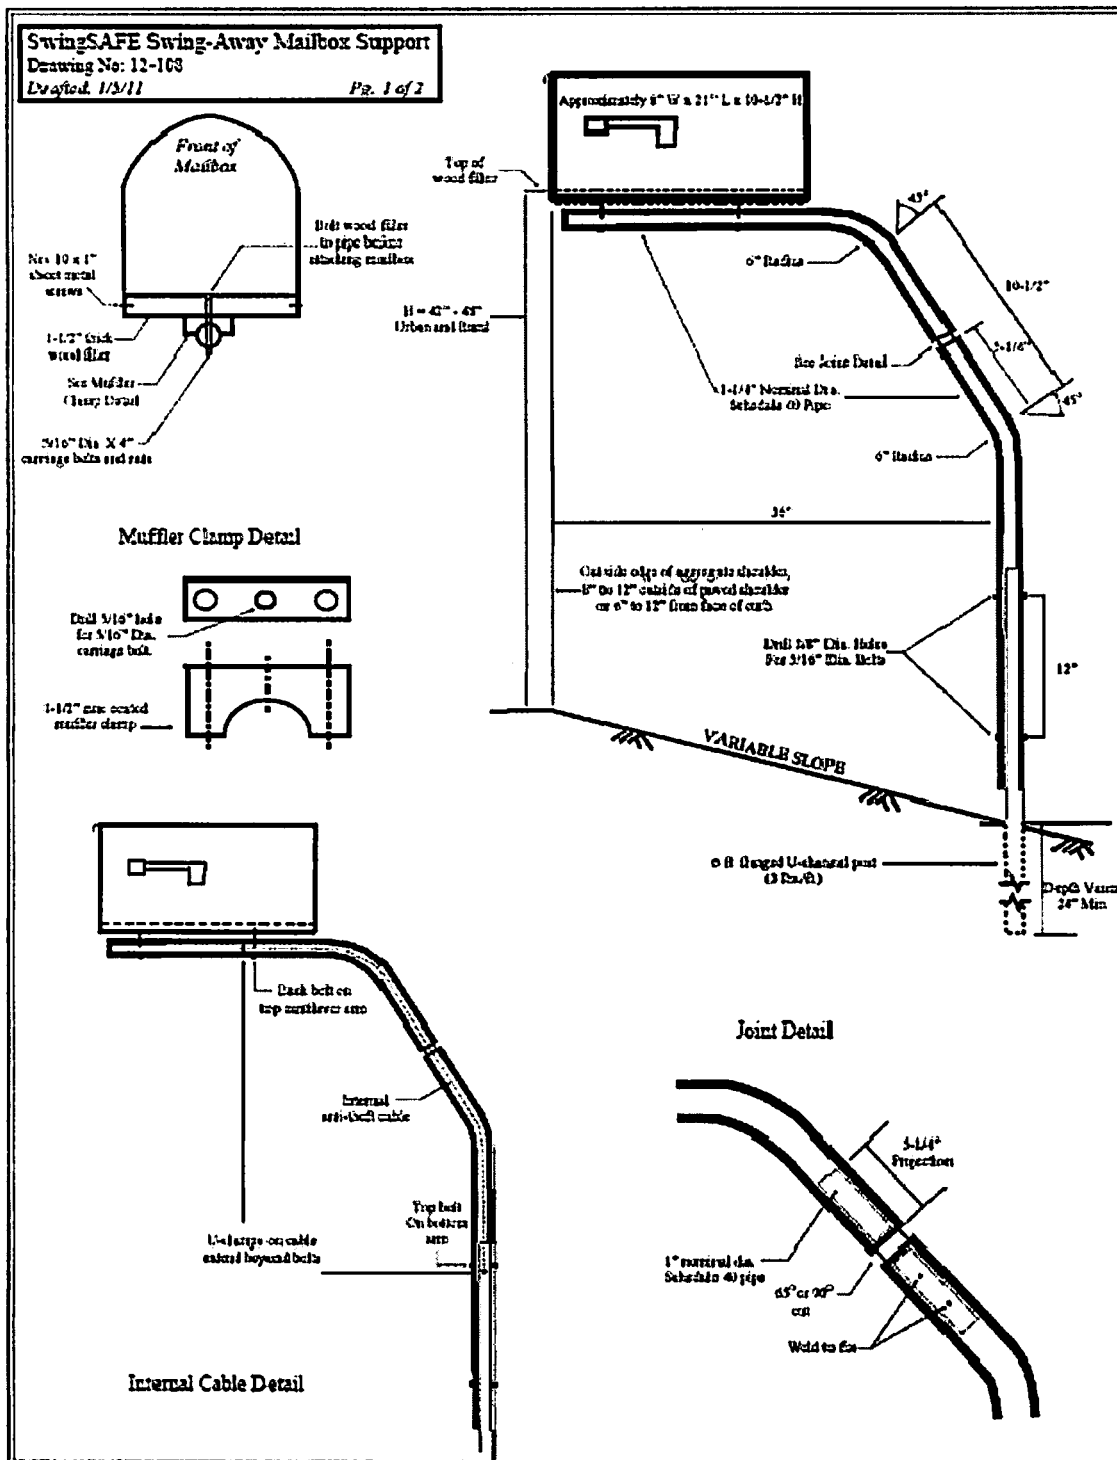 SwingSAFE Swing-Away Mailbox Support
Drawing No: 12-108
Drafted: 1/5/11
Pg. 1 of 2
Front of
Mailbox
Bolt wood filler
to pipe before
attaching mailbox
No. 10 x 1"
sheet metal
screws
1-1/2" thick
wood filler
See Muffler
Clamp Detail
5/16" Dia. X 4"
carriage bolts and nuts
Approximately 8" W x 21" L x 10-1/2" H
Top of
wood filler
H = 42" - 48"
Urban and Rural
45°
6" Radius
10-1/2"
See Joint Detail
5-1/4"
1-1/4" Nominal Dia.
Schedule 40 Pipe
45°
6" Radius
36"
Muffler Clamp Detail
Drill 5/16" hole
for 5/16" Dia.
carriage bolt
1-1/2" zinc coated
muffler clamp
Outside edge of aggregate shoulder,
8" to 12" outside of paved shoulder
or 6" to 12" from face of curb
Drill 3/8" Dia. Holes
For 5/16" Dia. Bolts
12"
VARIABLE SLOPE
6 ft flanged U-channel post
(3 lbs/ft)
Depth Varies
24" Min
Back bolt on
top cantilever arm
Internal
anti-theft cable
Top bolt
On bottom
arm
U-clamps on cable
extend beyond bolts
Internal Cable Detail
Joint Detail
5-1/4"
Projection
1" nominal dia.
Schedule 40 pipe
65° or 90°
cut
Weld to fix